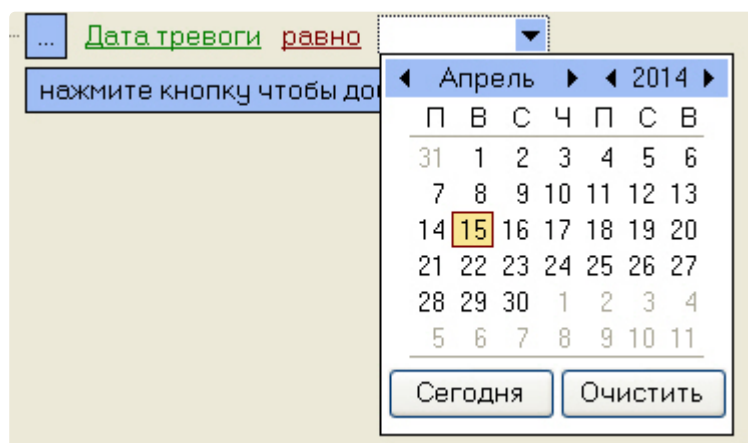 ... Дата тревоги равно
нажмите кнопку чтобы
Апрель 2014
П В С Ч П С В
31 1 2 3 4 5 6
7 8 9 10 11 12 13
14 15 16 17 18 19 20
21 22 23 24 25 26 27
28 29 30 1 2 3 4
5 6 7 8 9 10 11
Сегодня Очистить